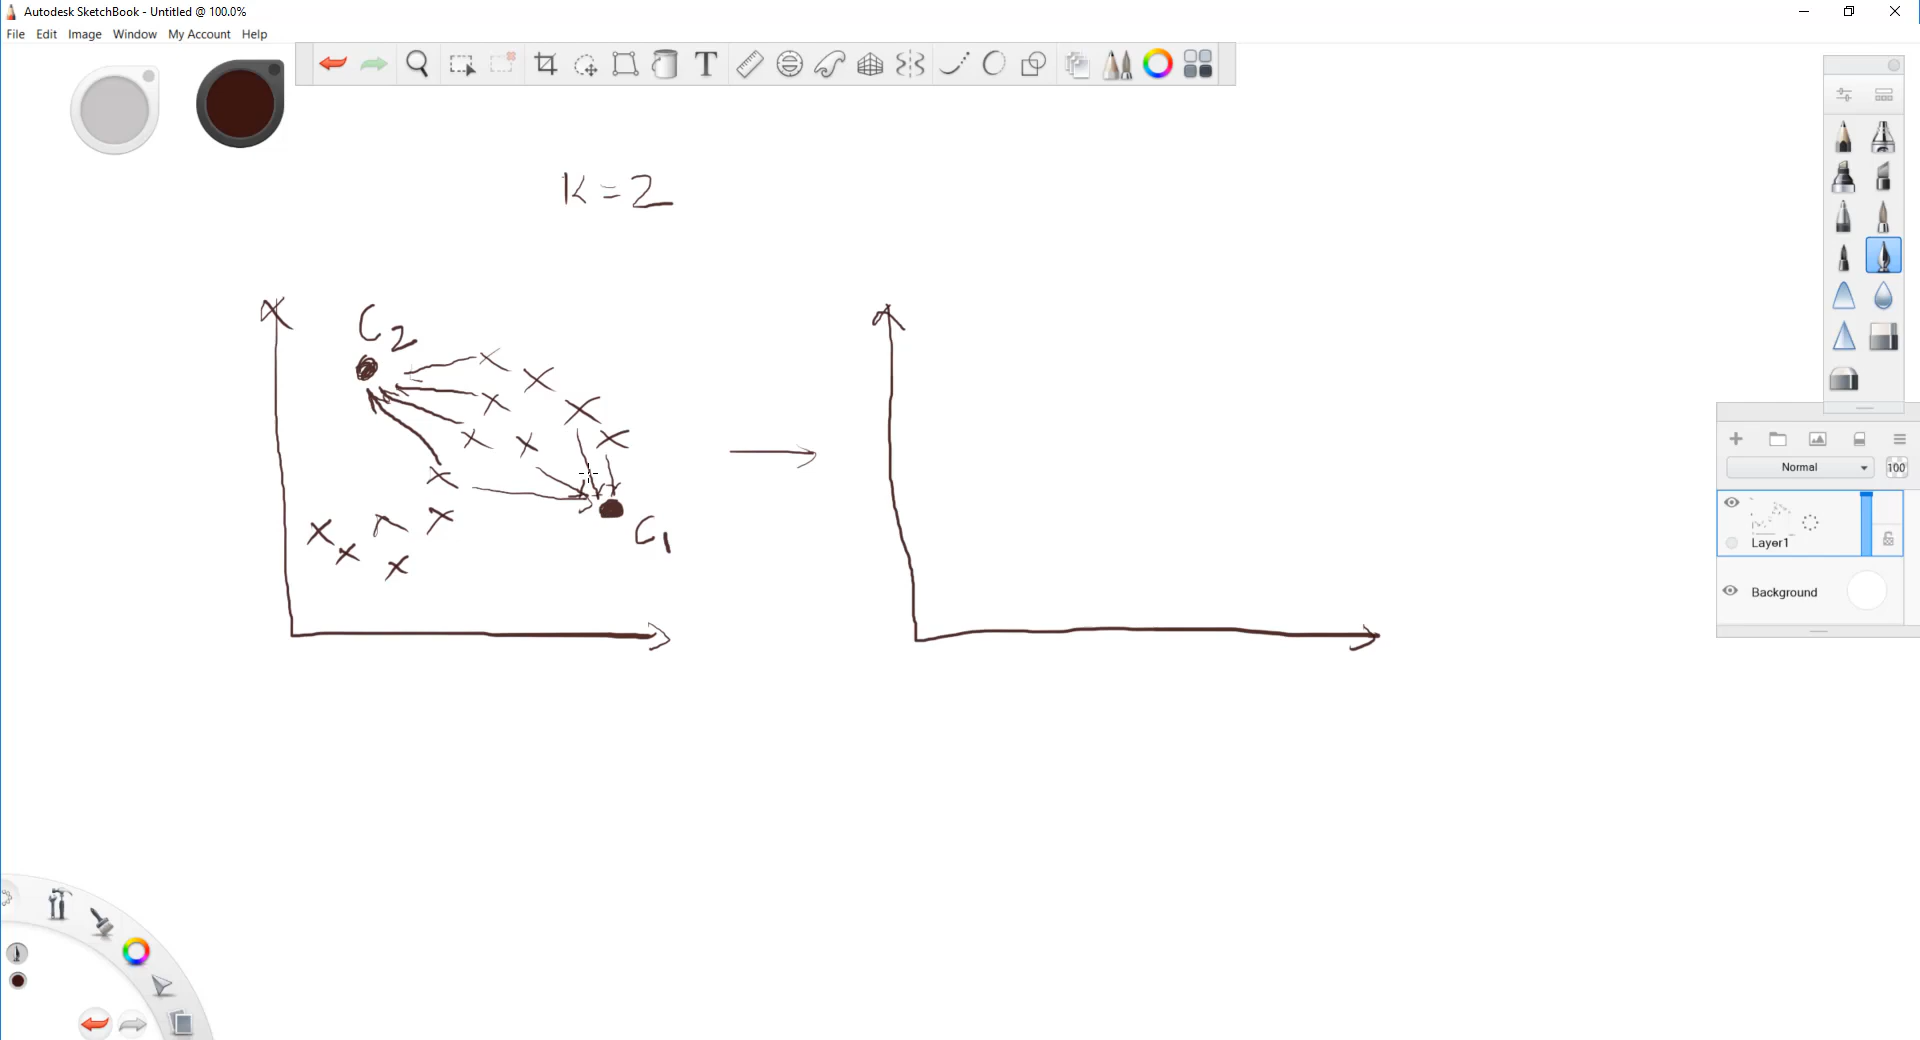 Autodesk SketchBook - Untitled @ 100.0%
File Edit Image Window My Account Help
K=2
C2
C1
Normal
100
Layer1
Background